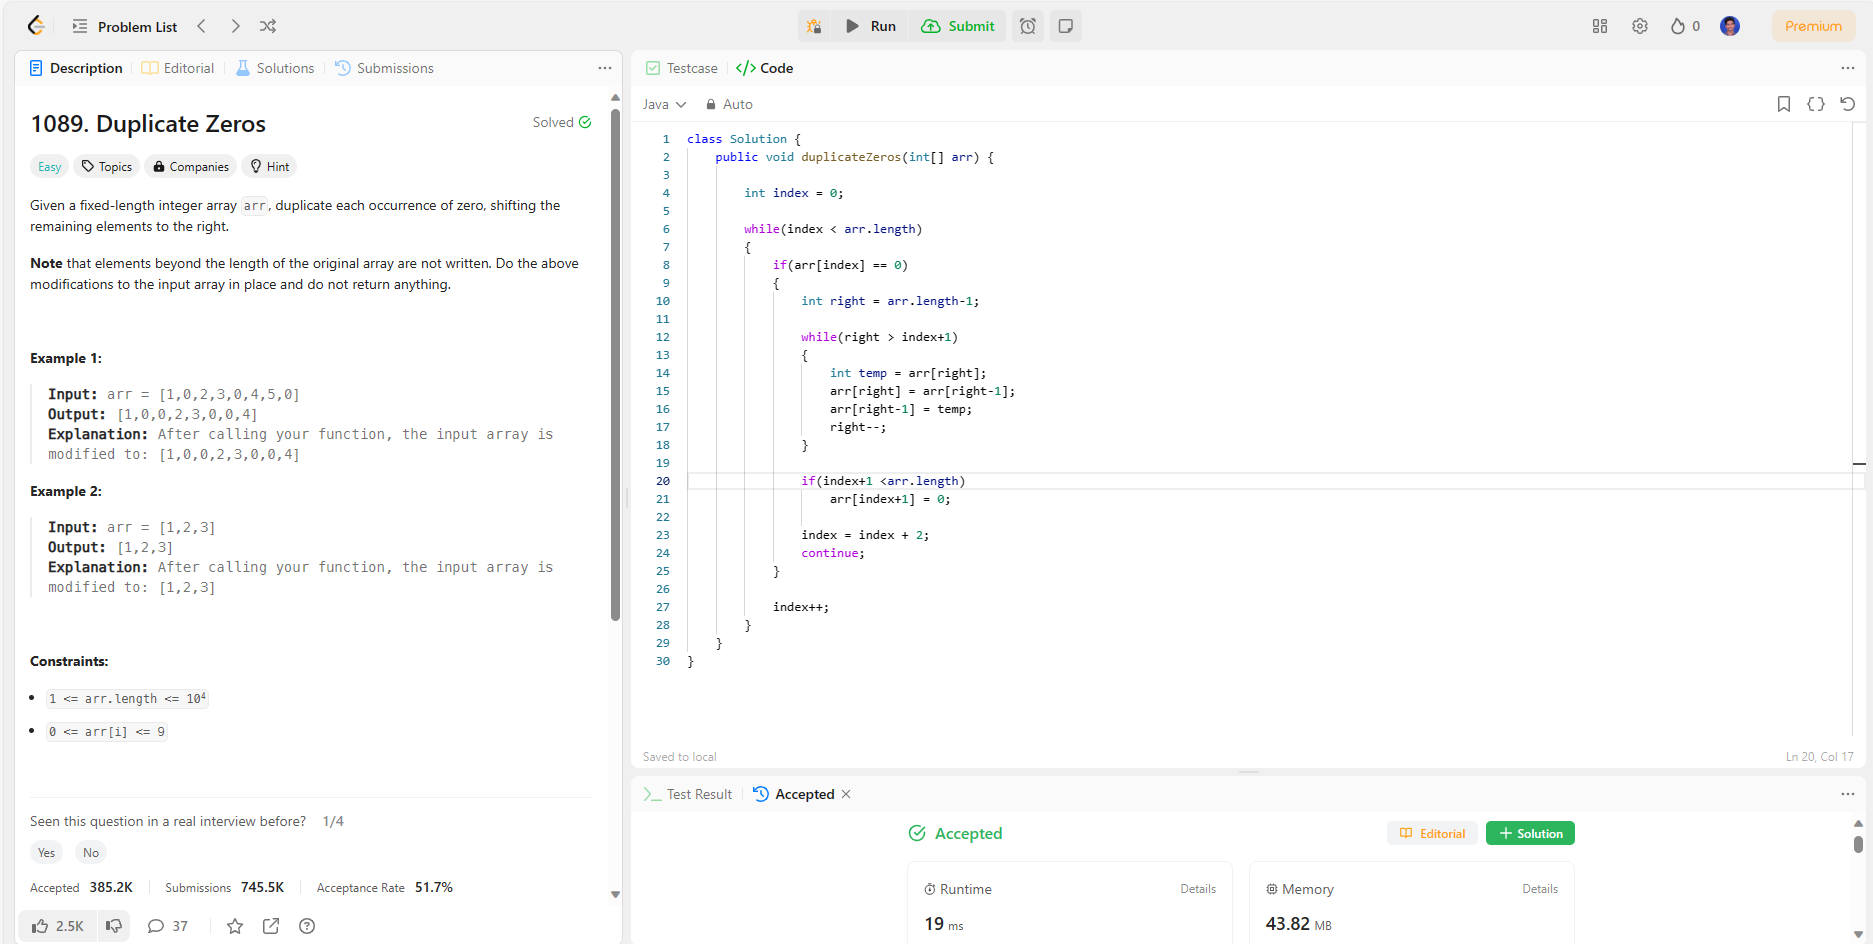 Problem List
Run
Submit
0
Premium
Description
Editorial
Solutions
Submissions
1089. Duplicate Zeros
Solved
Easy
Topics
Companies
Hint
Given a fixed-length integer array arr, duplicate each occurrence of zero, shifting the
remaining elements to the right.
Note that elements beyond the length of the original array are not written. Do the above
modifications to the input array in place and do not return anything.
Example 1:
Input: arr = [1,0,2,3,0,4,5,0]
Output: [1,0,0,2,3,0,0,4]
Explanation: After calling your function, the input array is
modified to: [1,0,0,2,3,0,0,4]
Example 2:
Input: arr = [1,2,3]
Output: [1,2,3]
Explanation: After calling your function, the input array is
modified to: [1,2,3]
Constraints:
1 <= arr.length <= 10⁴
0 <= arr[i] <= 9
Seen this question in a real interview before? 1/4
Yes
No
Accepted 385.2K
Submissions 745.5K
Acceptance Rate 51.7%
2.5K
37
Testcase
</> Code
Java
Auto
1 class Solution {
2     public void duplicateZeros(int[] arr) {
3
4         int index = 0;
5
6         while(index < arr.length)
7         {
8             if(arr[index] == 0)
9             {
10                 int right = arr.length-1;
11
12                 while(right > index+1)
13                 {
14                     int temp = arr[right];
15                     arr[right] = arr[right-1];
16                     arr[right-1] = temp;
17                     right--;
18                 }
19
20                 if(index+1 <arr.length)
21                     arr[index+1] = 0;
22
23                 index = index + 2;
24                 continue;
25             }
26
27             index++;
28         }
29     }
30 }
Saved to local
Ln 20, Col 17
Test Result
Accepted
Accepted
Editorial
Solution
Runtime
Details
19 ms
Memory
Details
43.82 MB